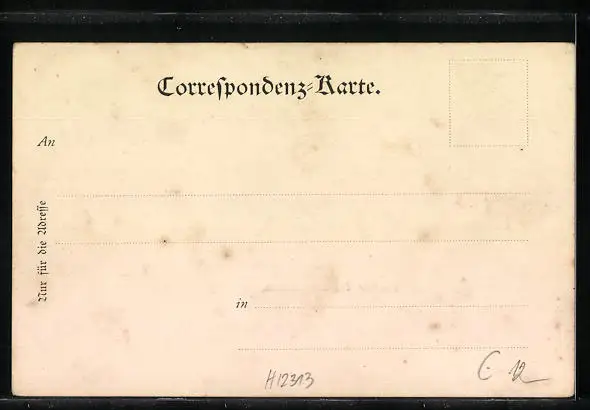 Correſpondenz-Karte.
An
Nur für die Adreſſe
in
H12313
C 12